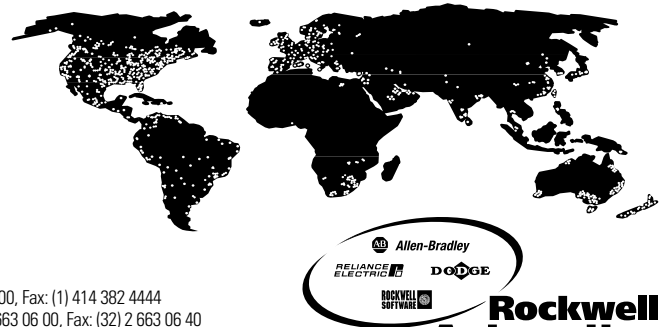 AB Allen-Bradley
RELIANCE ELECTRIC
DODGE
ROCKWELL SOFTWARE
00, Fax: (1) 414 382 4444
663 06 00, Fax: (32) 2 663 06 40
Rockwell